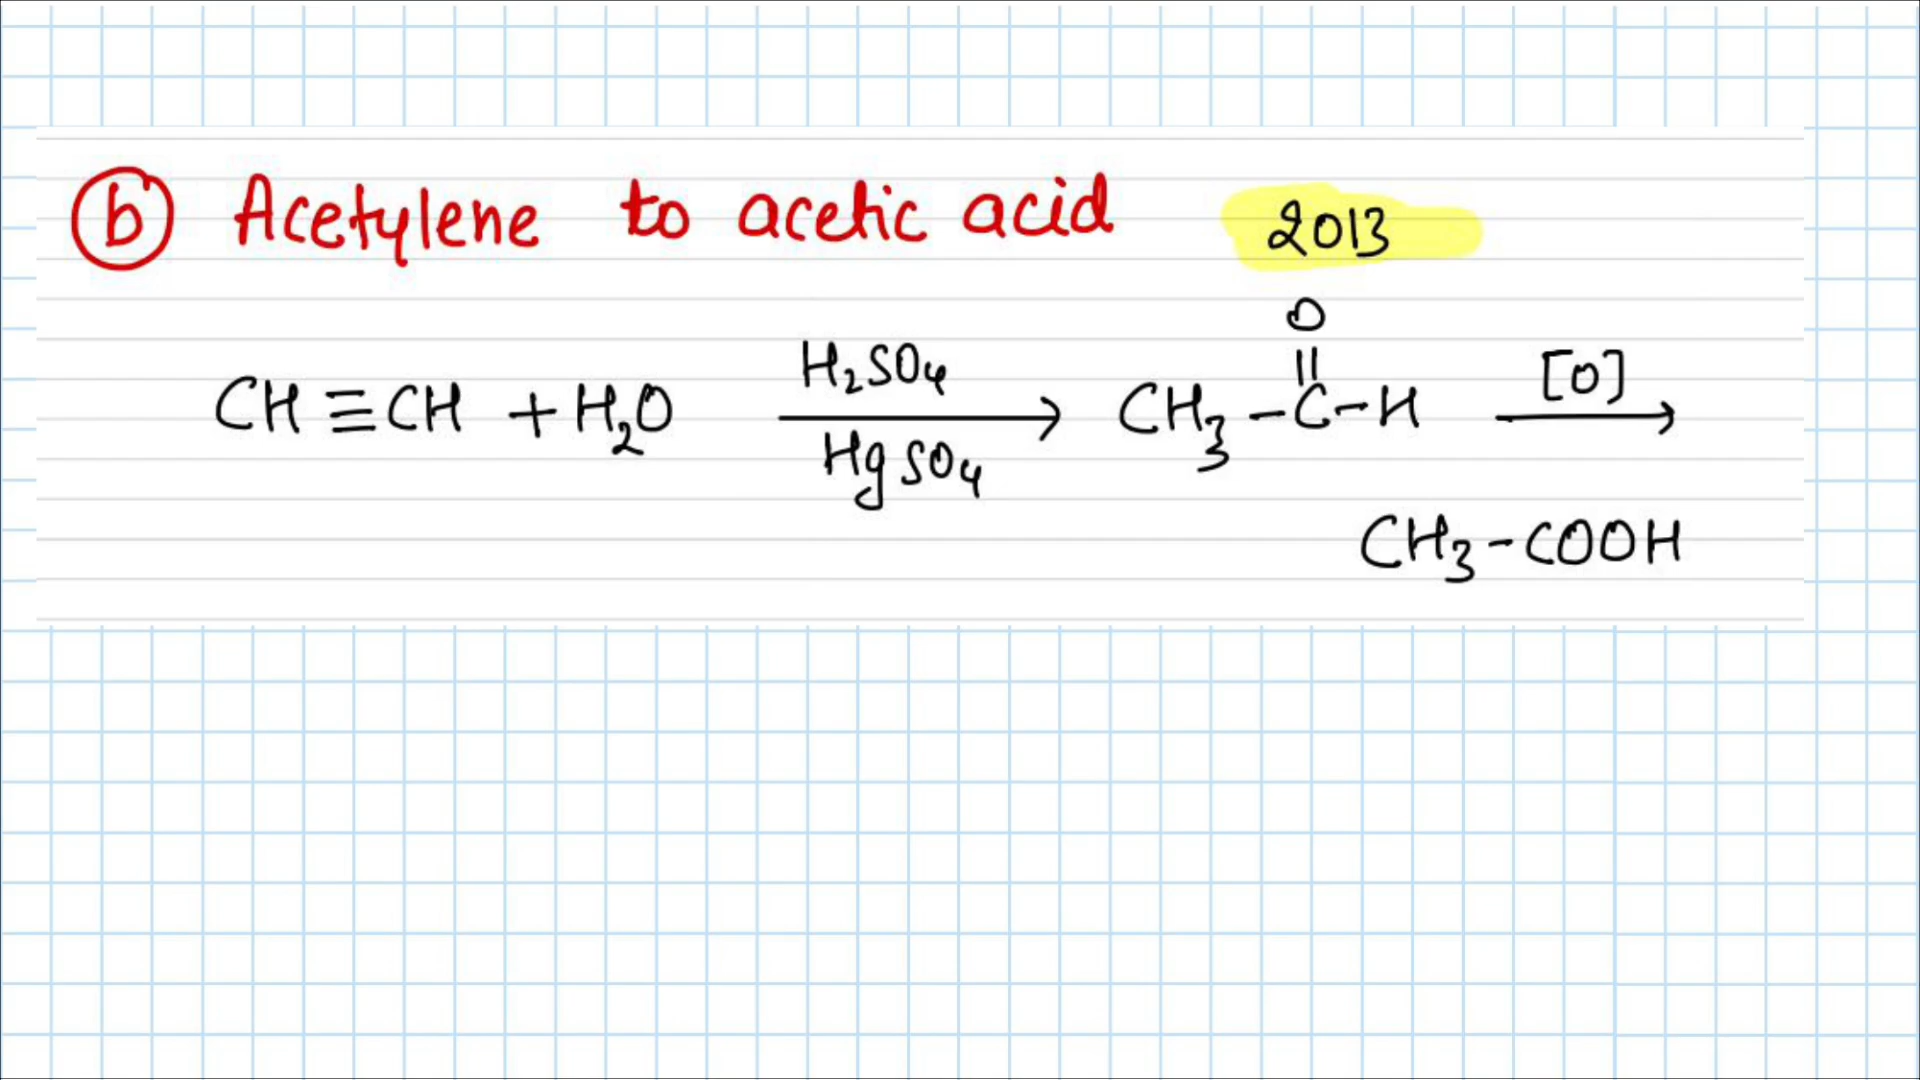 b Acetylene to acetic acid 2013
O
||
H₂SO₄ [O]
CH≡CH + H₂O ⟶ CH₃-C-H ⟶
HgSO₄
CH₃-COOH